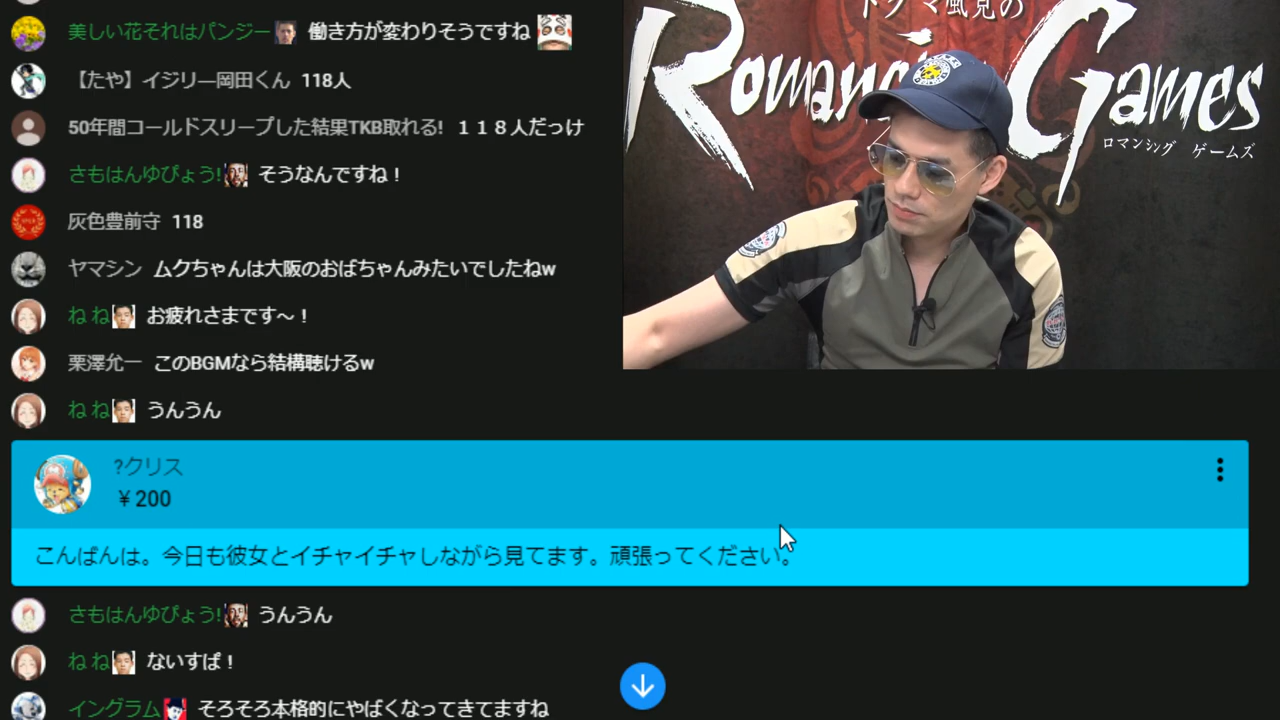 美しい花それはパンジー 働き方が変わりそうですね
【たや】イジリー岡田くん 118人
50年間コールドスリープした結果TKB取れる! １１８人だっけ
さもはんゆぴょう! そうなんですね！
灰色豊前守 118
ヤマシン ムクちゃんは大阪のおばちゃんみたいでしたねw
ね ね お疲れさまです～！
栗澤允一 このBGMなら結構聴けるw
ね ね うんうん
?クリス
￥200
こんばんは。今日も彼女とイチャイチャしながら見てます。頑張ってください。
さもはんゆぴょう! うんうん
ね ね ないすぱ！
イングラム そろそろ本格的にやばくなってきてますね
ドグマ風見の
Romancing Games
ロマンシング ゲームズ